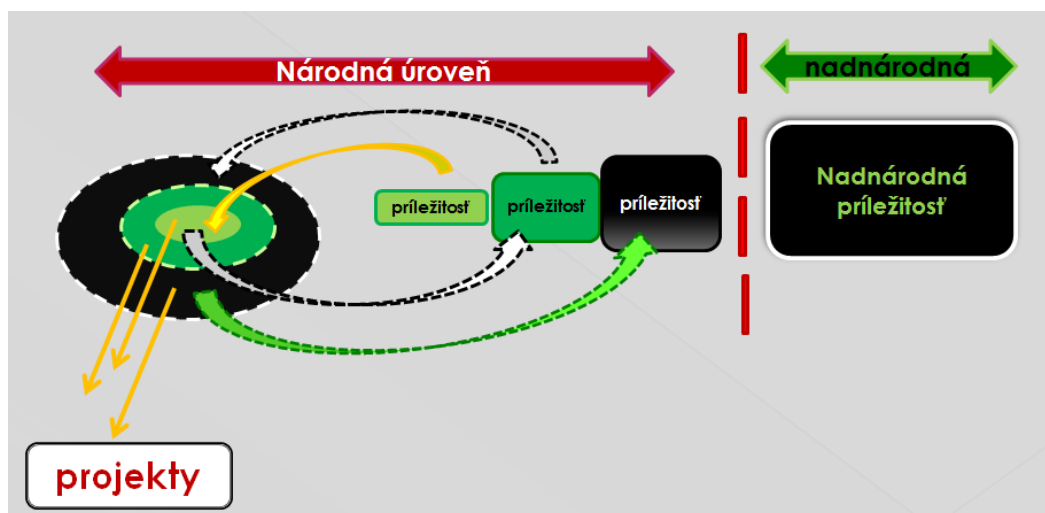 Národná úroveň
nadnárodná
príležitosť
príležitosť
príležitosť
Nadnárodná
príležitosť
projekty